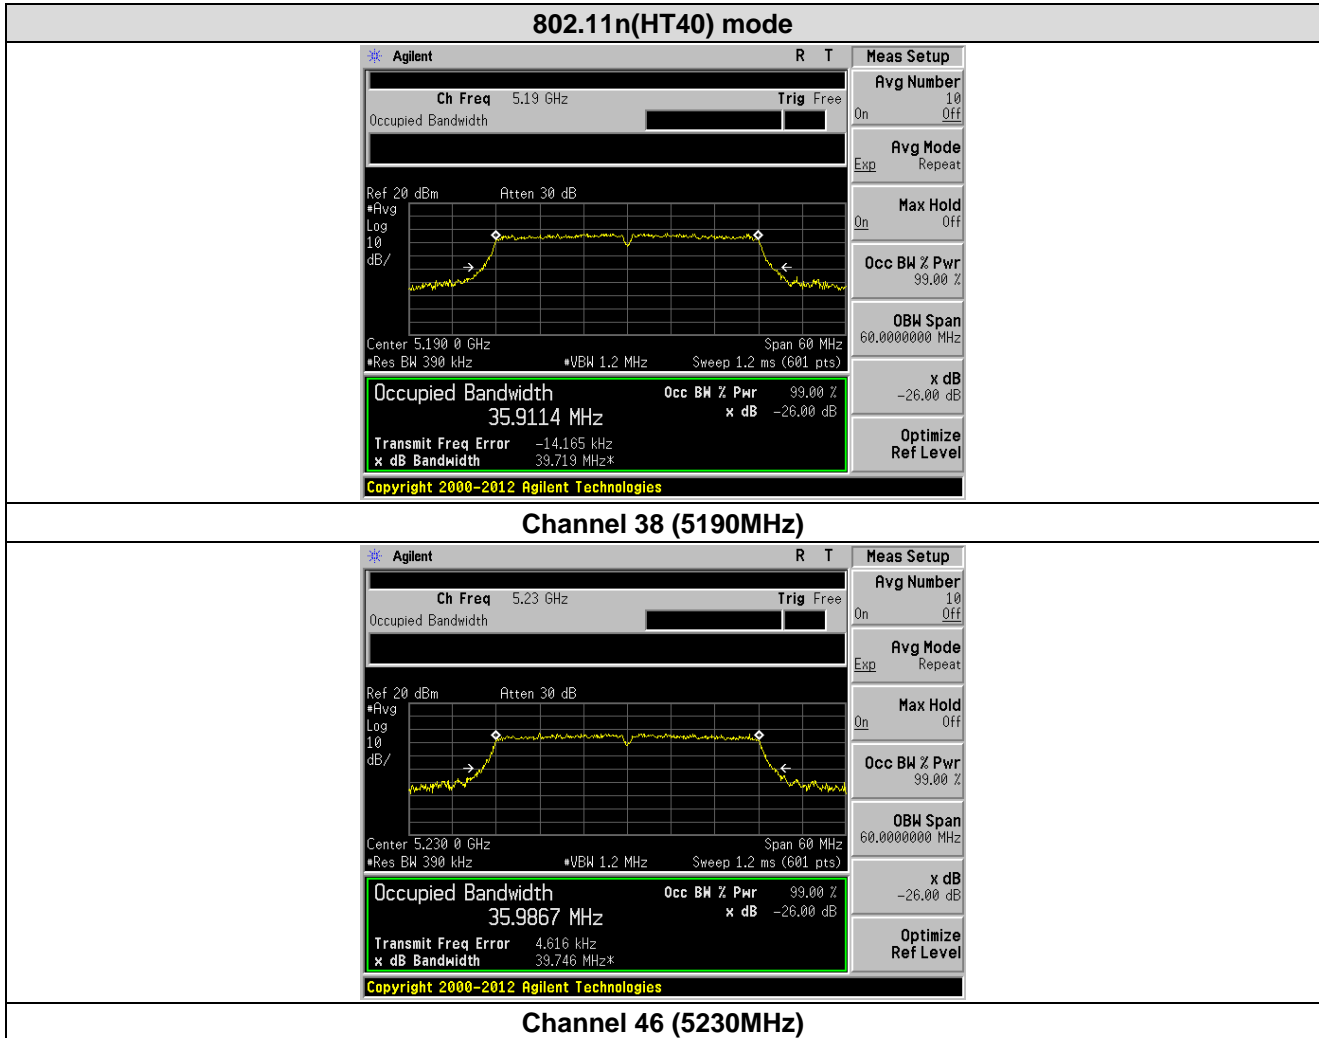 802.11n(HT40) mode
Agilent R T Meas Setup
Avg Number
10
On Off
Ch Freq 5.19 GHz Trig Free
Occupied Bandwidth
Avg Mode
Exp Repeat
Ref 20 dBm Atten 30 dB
#Avg
Log
10
dB/
Max Hold
On Off
Occ BW % Pwr
99.00 %
OBW Span
60.0000000 MHz
Center 5.190 0 GHz Span 60 MHz
#Res BW 390 kHz #VBW 1.2 MHz Sweep 1.2 ms (601 pts)
x dB
-26.00 dB
Occupied Bandwidth Occ BW % Pwr 99.00 %
35.9114 MHz x dB -26.00 dB
Transmit Freq Error -14.165 kHz
x dB Bandwidth 39.719 MHz*
Optimize
Ref Level
Copyright 2000-2012 Agilent Technologies
Channel 38 (5190MHz)
Agilent R T Meas Setup
Avg Number
10
On Off
Ch Freq 5.23 GHz Trig Free
Occupied Bandwidth
Avg Mode
Exp Repeat
Ref 20 dBm Atten 30 dB
#Avg
Log
10
dB/
Max Hold
On Off
Occ BW % Pwr
99.00 %
OBW Span
60.0000000 MHz
Center 5.230 0 GHz Span 60 MHz
#Res BW 390 kHz #VBW 1.2 MHz Sweep 1.2 ms (601 pts)
x dB
-26.00 dB
Occupied Bandwidth Occ BW % Pwr 99.00 %
35.9867 MHz x dB -26.00 dB
Transmit Freq Error 4.616 kHz
x dB Bandwidth 39.746 MHz*
Optimize
Ref Level
Copyright 2000-2012 Agilent Technologies
Channel 46 (5230MHz)